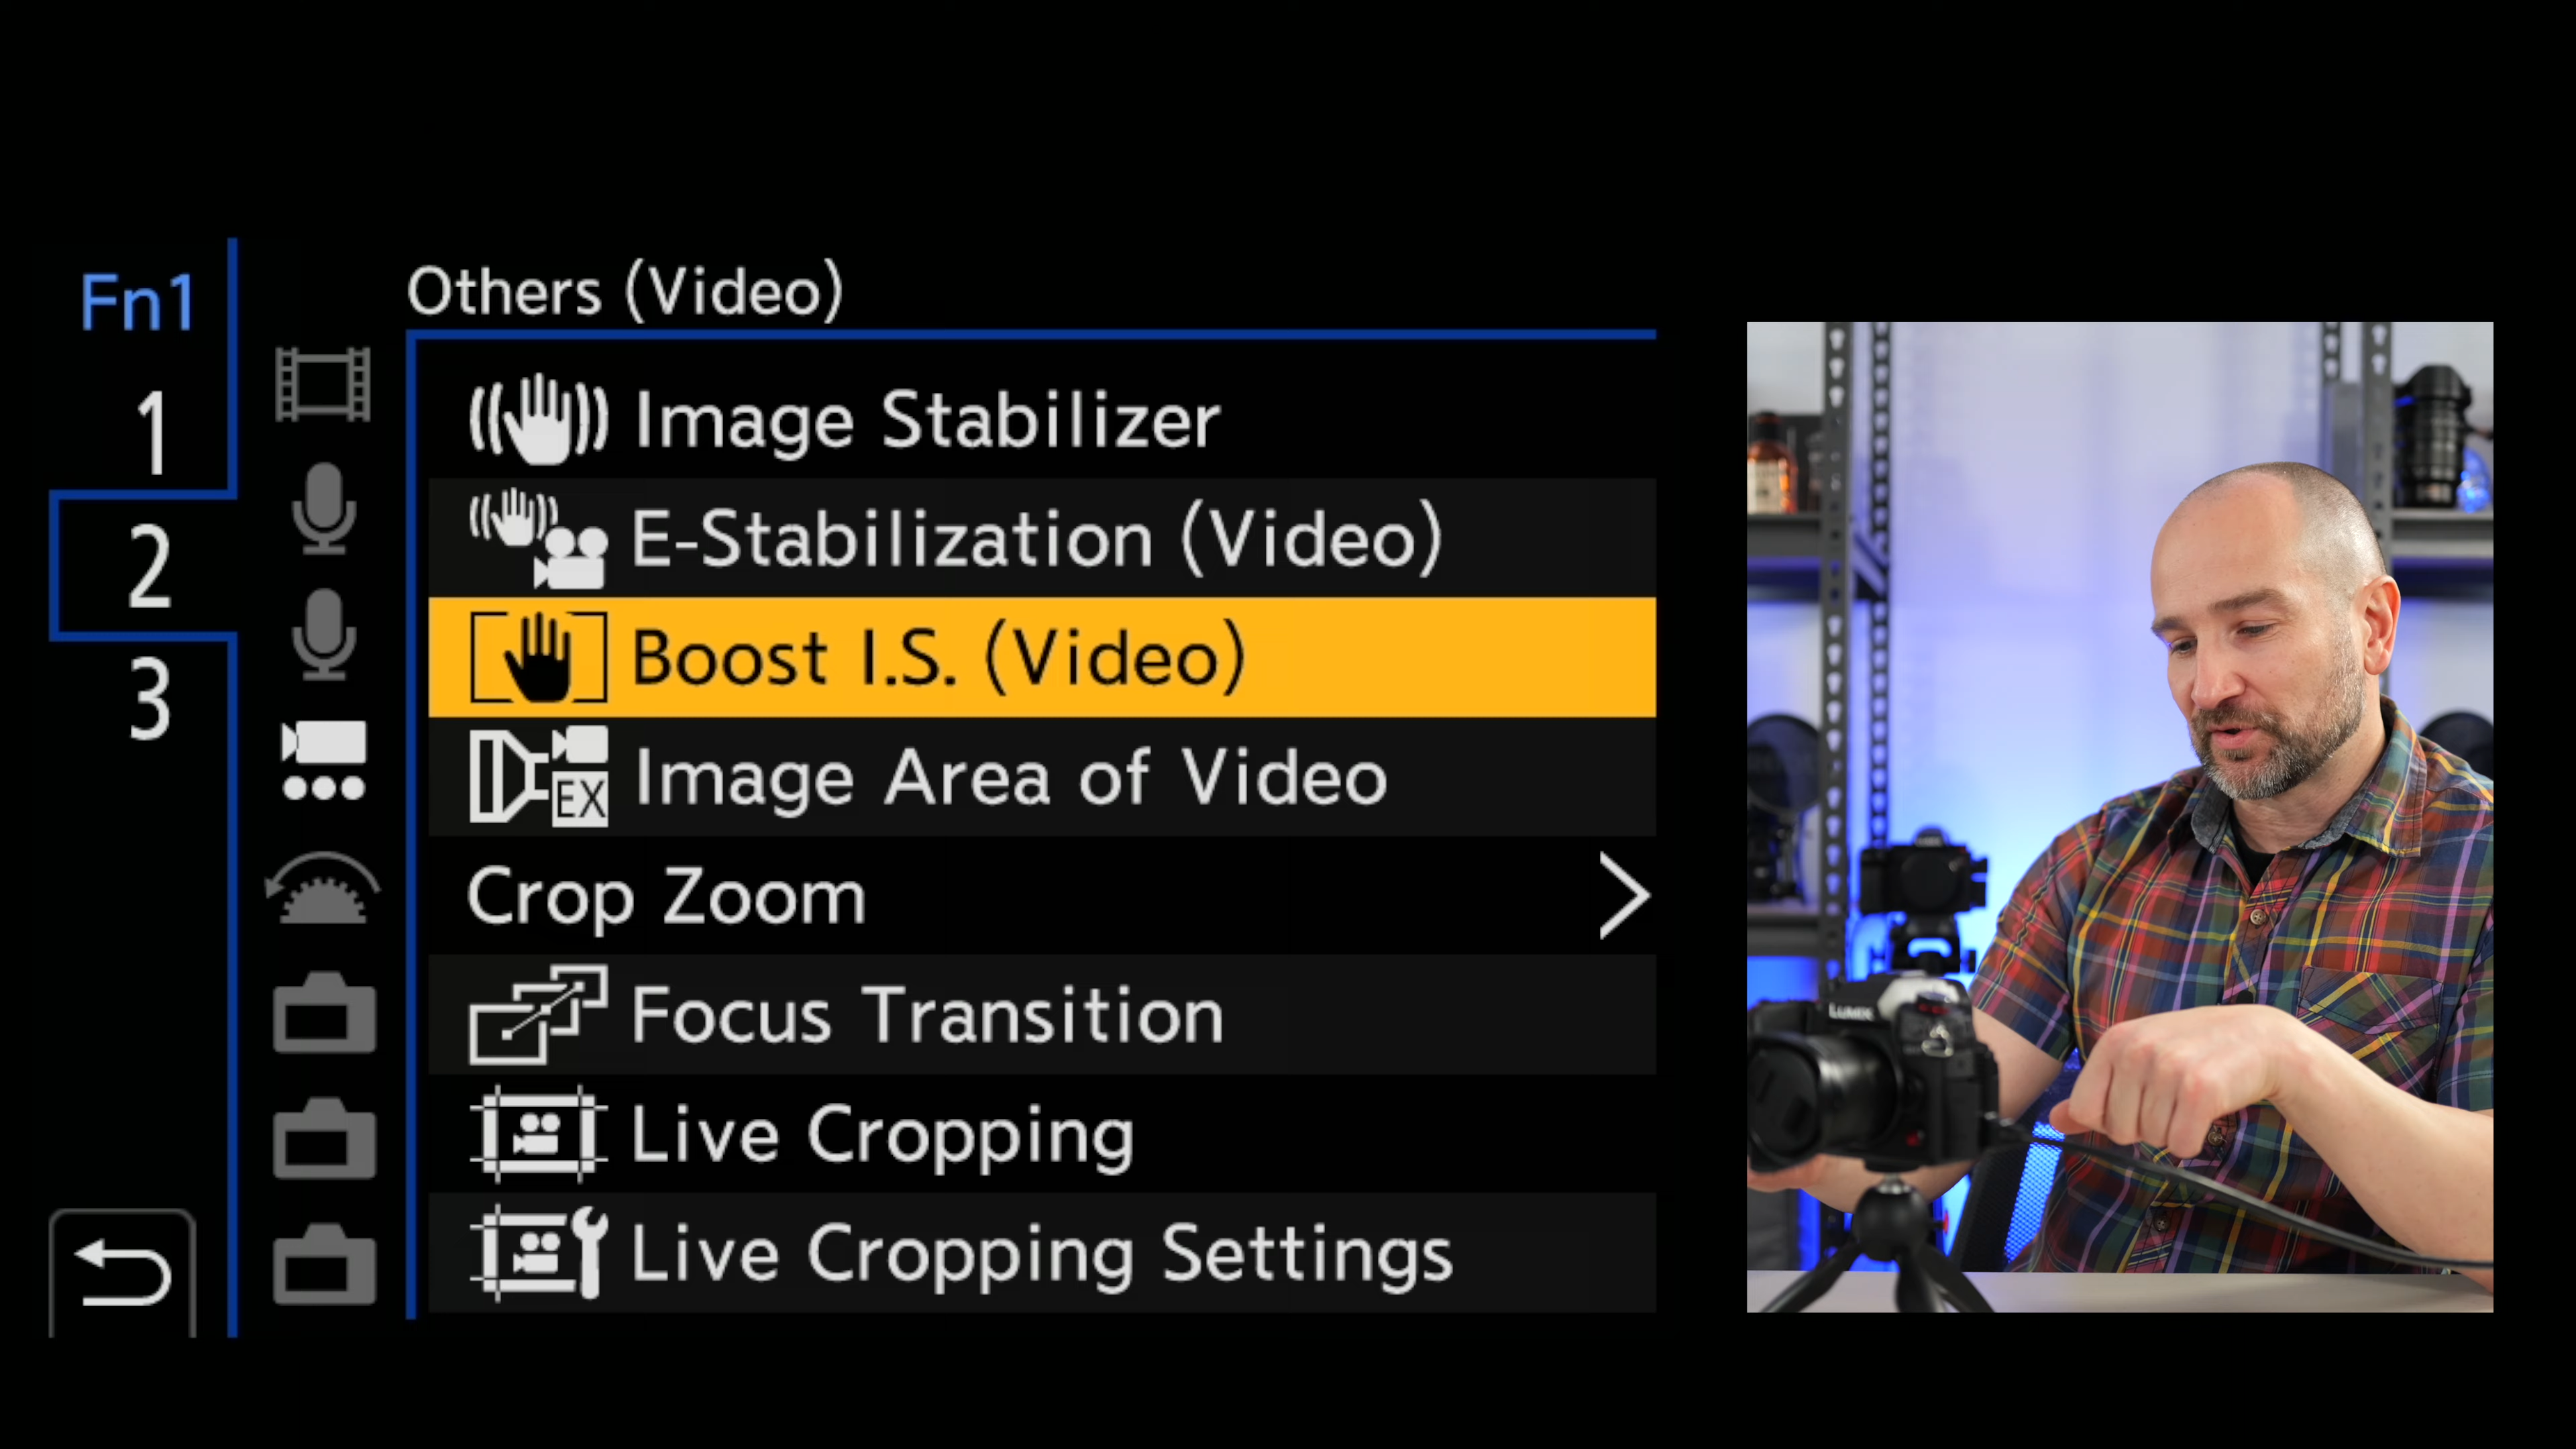 Fn1
1
2
3
Others (Video)
Image Stabilizer
E-Stabilization (Video)
Boost I.S. (Video)
EX
Image Area of Video
Crop Zoom
Focus Transition
Live Cropping
Live Cropping Settings
LUMIX